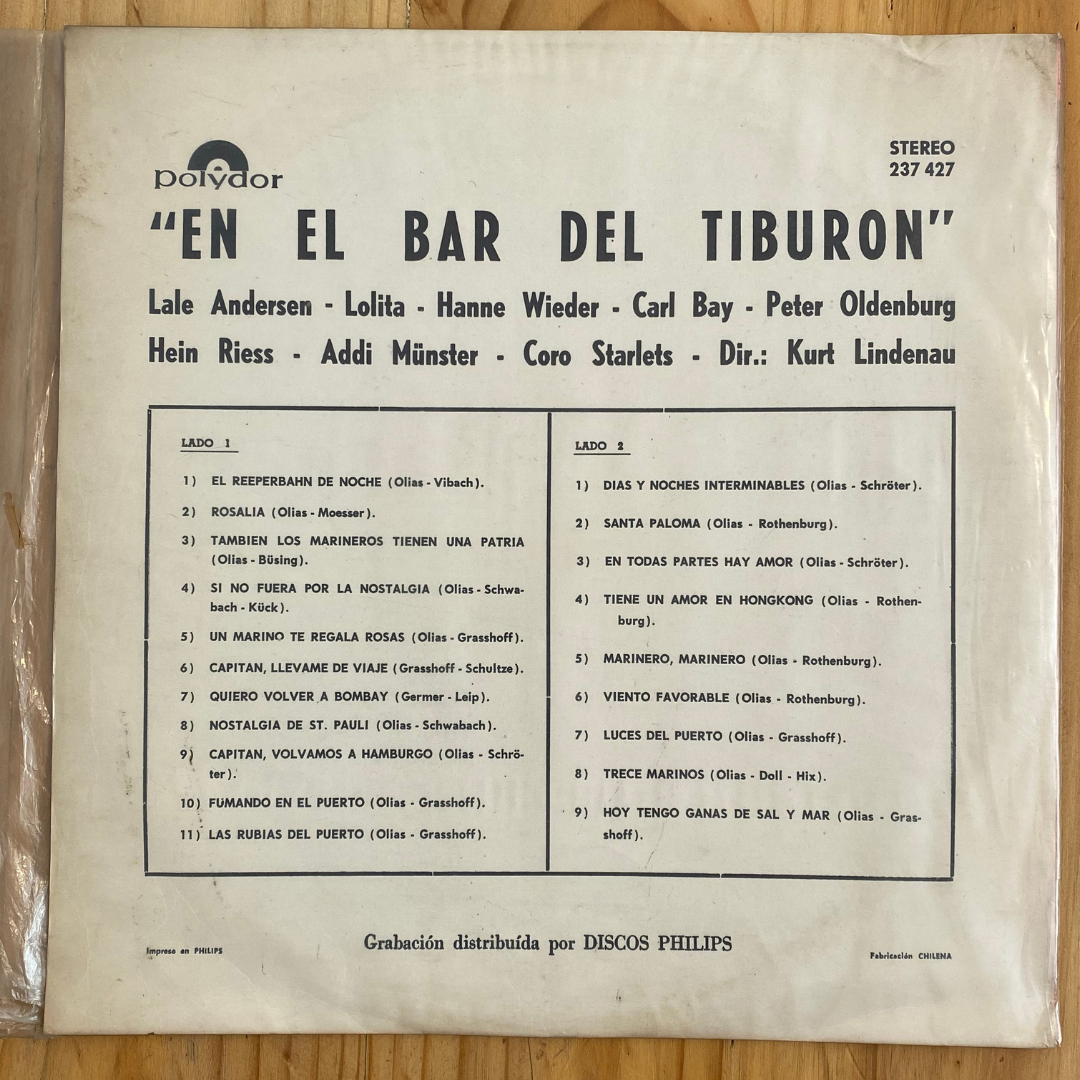 polydor
STEREO
237 427
“EN EL BAR DEL TIBURON”
Lale Andersen - Lolita - Hanne Wieder - Carl Bay - Peter Oldenburg
Hein Riess - Addi Münster - Coro Starlets - Dir.: Kurt Lindenau
LADO 1
1) EL REEPERBAHN DE NOCHE (Olias - Vibach).
2) ROSALIA (Olias - Moesser).
3) TAMBIEN LOS MARINEROS TIENEN UNA PATRIA
(Olias - Büsing).
4) SI NO FUERA POR LA NOSTALGIA (Olias - Schwa-
bach - Kück).
5) UN MARINO TE REGALA ROSAS (Olias - Grasshoff).
6) CAPITAN, LLEVAME DE VIAJE (Grasshoff - Schultze).
7) QUIERO VOLVER A BOMBAY (Germer - Leip).
8) NOSTALGIA DE ST. PAULI (Olias - Schwabach).
9) CAPITAN, VOLVAMOS A HAMBURGO (Olias - Schrö-
ter).
10) FUMANDO EN EL PUERTO (Olias - Grasshoff).
11) LAS RUBIAS DEL PUERTO (Olias - Grasshoff).
LADO 2
1) DIAS Y NOCHES INTERMINABLES (Olias - Schröter).
2) SANTA PALOMA (Olias - Rothenburg).
3) EN TODAS PARTES HAY AMOR (Olias - Schröter).
4) TIENE UN AMOR EN HONGKONG (Olias - Rothen-
burg).
5) MARINERO, MARINERO (Olias - Rothenburg).
6) VIENTO FAVORABLE (Olias - Rothenburg).
7) LUCES DEL PUERTO (Olias - Grasshoff).
8) TRECE MARINOS (Olias - Doll - Hix).
9) HOY TENGO GANAS DE SAL Y MAR (Olias - Gras-
shoff).
Impreso en PHILIPS
Grabación distribuída por DISCOS PHILIPS
Fabricación CHILENA